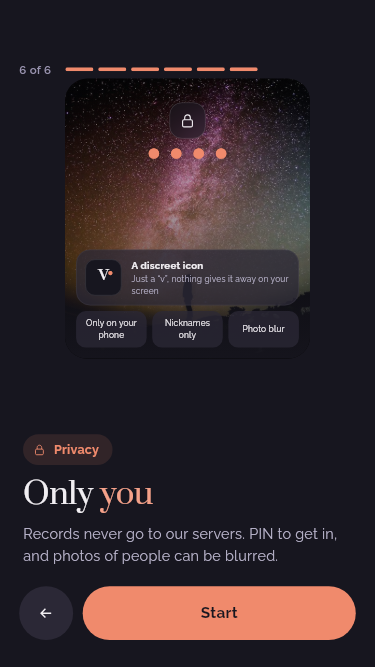 6 of 6
V
A discreet icon
Just a "v", nothing gives it away on your
screen
Only on your
phone
Nicknames
only
Photo blur
Privacy
Only you
Records never go to our servers. PIN to get in,
and photos of people can be blurred.
Start